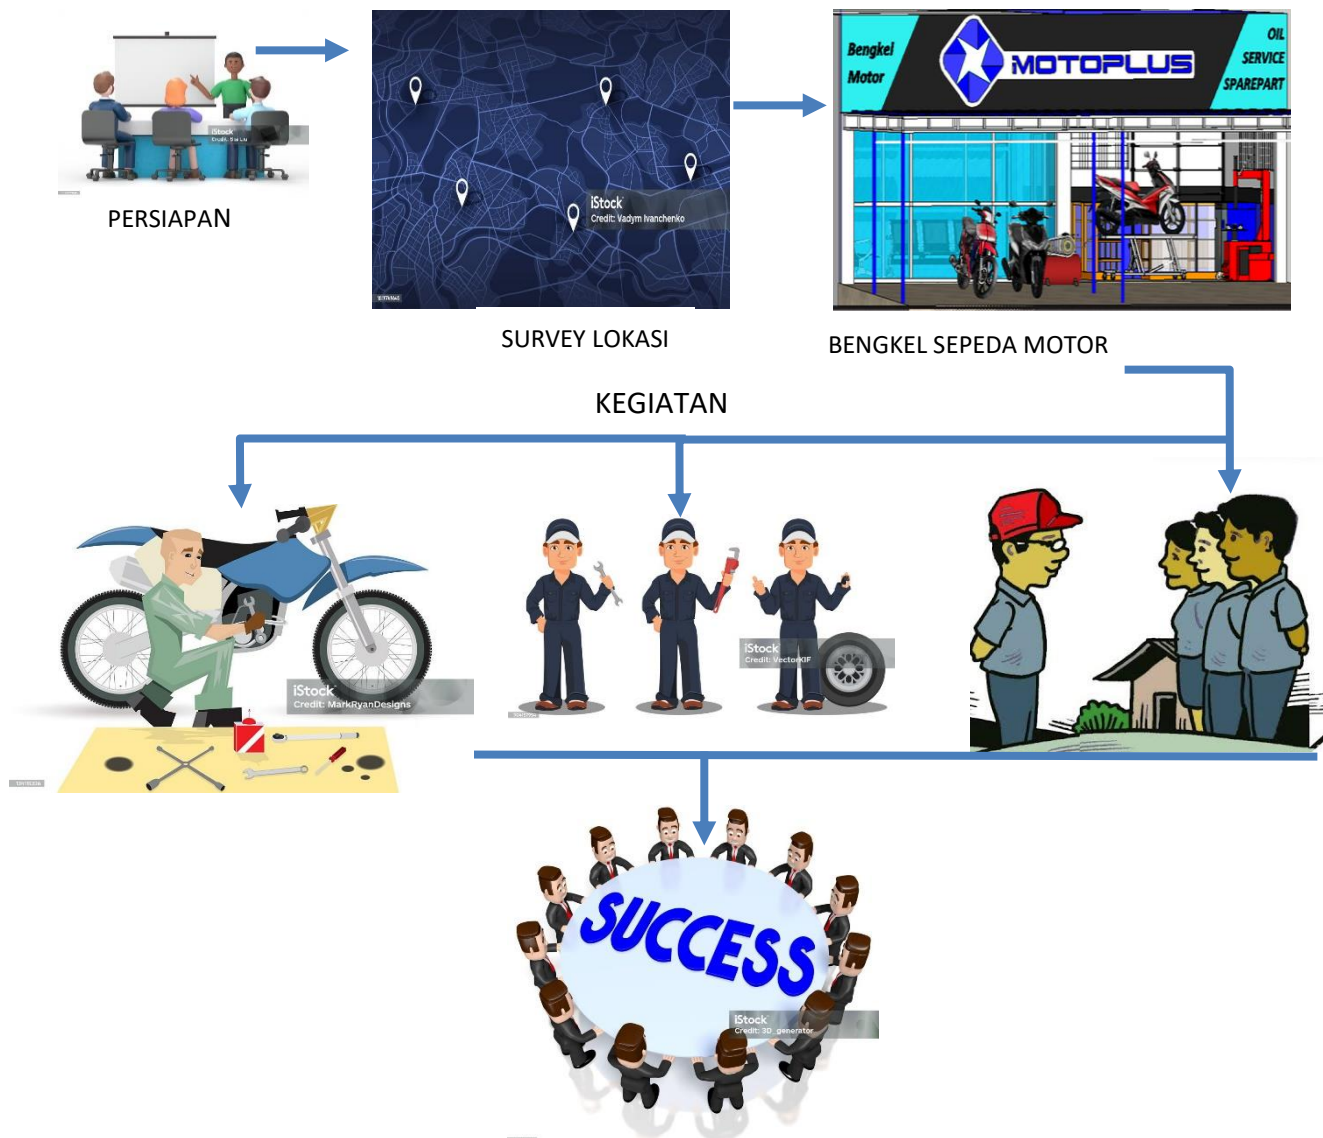 iStock
PERSIAPAN
iStock
Credit: Vadym Ivanchenko
SURVEY LOKASI
Bengkel
Motor
MOTOPLUS
OIL
SERVICE
SPAREPART
BENGKEL SEPEDA MOTOR
KEGIATAN
iStock
Credit: MarkRyanDesigns
iStock
Credit: VectorKIF
SUCCESS
iStock
Credit: 3D_generator